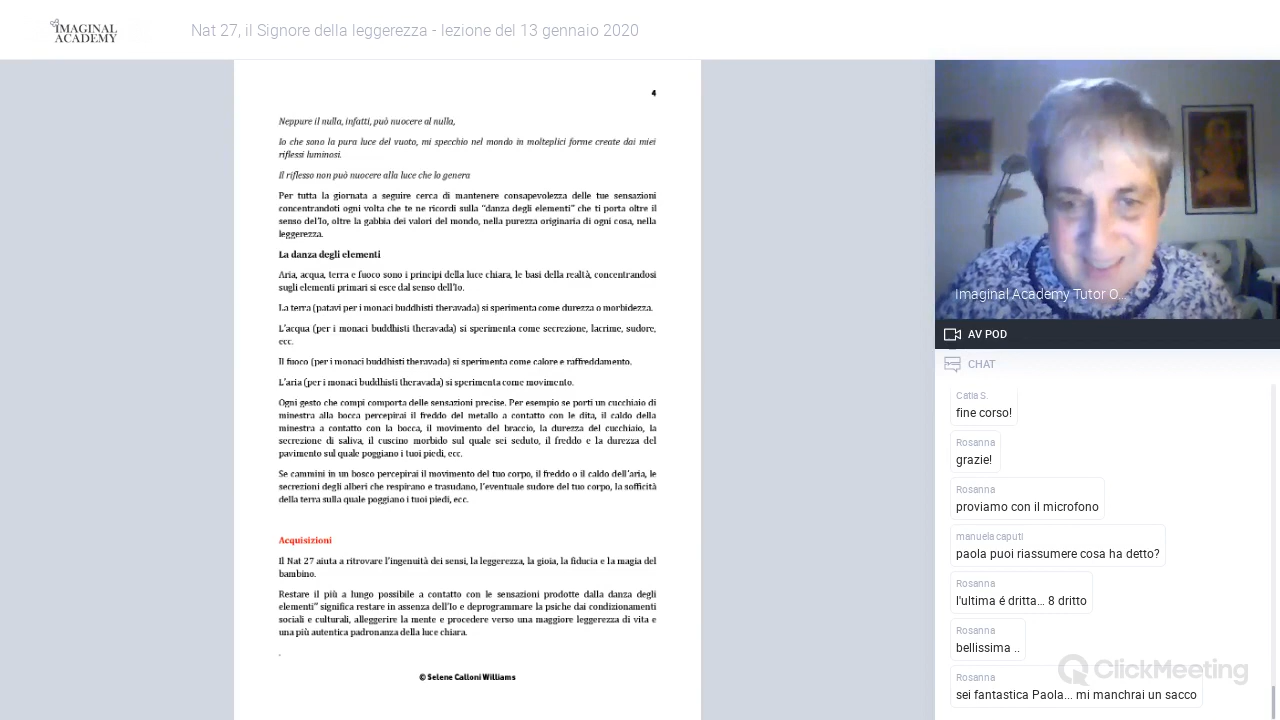 IMAGINAL
ACADEMY
Nat 27, il Signore della leggerezza - lezione del 13 gennaio 2020
4
Neppure il nulla, infatti, può nuocere al nulla,
Io che sono la pura luce del vuoto, mi specchio nel mondo in molteplici forme create dai miei
riflessi luminosi.
Il riflesso non può nuocere alla luce che lo genera
Per tutta la giornata a seguire cerca di mantenere consapevolezza delle tue sensazioni
concentrandoti ogni volta che te ne ricordi sulla “danza degli elementi” che ti porta oltre il
senso del’Io, oltre la gabbia dei valori del mondo, nella purezza originaria di ogni cosa, nella
leggerezza.
La danza degli elementi
Aria, acqua, terra e fuoco sono i principi della luce chiara, le basi della realtà, concentrandosi
sugli elementi primari si esce dal senso dell’Io.
La terra (patavi per i monaci buddhisti theravada) si sperimenta come durezza o morbidezza.
L’acqua (per i monaci buddhisti theravada) si sperimenta come secrezione, lacrime, sudore,
ecc.
Il fuoco (per i monaci buddhisti theravada) si sperimenta come calore e raffreddamento.
L’aria (per i monaci buddhisti theravada) si sperimenta come movimento.
Ogni gesto che compi comporta delle sensazioni precise. Per esempio se porti un cucchiaio di
minestra alla bocca percepirai il freddo del metallo a contatto con le dita, il caldo della
minestra a contatto con la bocca, il movimento del braccio, la durezza del cucchiaio, la
secrezione di saliva, il cuscino morbido sul quale sei seduto, il freddo e la durezza del
pavimento sul quale poggiano i tuoi piedi, ecc.
Se cammini in un bosco percepirai il movimento del tuo corpo, il freddo o il caldo dell’aria, le
secrezioni degli alberi che respirano e trasudano, l’eventuale sudore del tuo corpo, la sofficità
della terra sulla quale poggiano i tuoi piedi, ecc.
Acquisizioni
Il Nat 27 aiuta a ritrovare l’ingenuità dei sensi, la leggerezza, la gioia, la fiducia e la magia del
bambino.
Restare il più a lungo possibile a contatto con le sensazioni prodotte dalla danza degli
elementi” significa restare in assenza dell’Io e deprogrammare la psiche dai condizionamenti
sociali e culturali, alleggerire la mente e procedere verso una maggiore leggerezza di vita e
una più autentica padronanza della luce chiara.
.
© Selene Calloni Williams
Imaginal Academy Tutor O...
AV POD
CHAT
Catia S.
fine corso!
Rosanna
grazie!
Rosanna
proviamo con il microfono
manuela caputi
paola puoi riassumere cosa ha detto?
Rosanna
l'ultima é dritta... 8 dritto
Rosanna
bellissima ..
Rosanna
sei fantastica Paola... mi manchrai un sacco
ClickMeeting